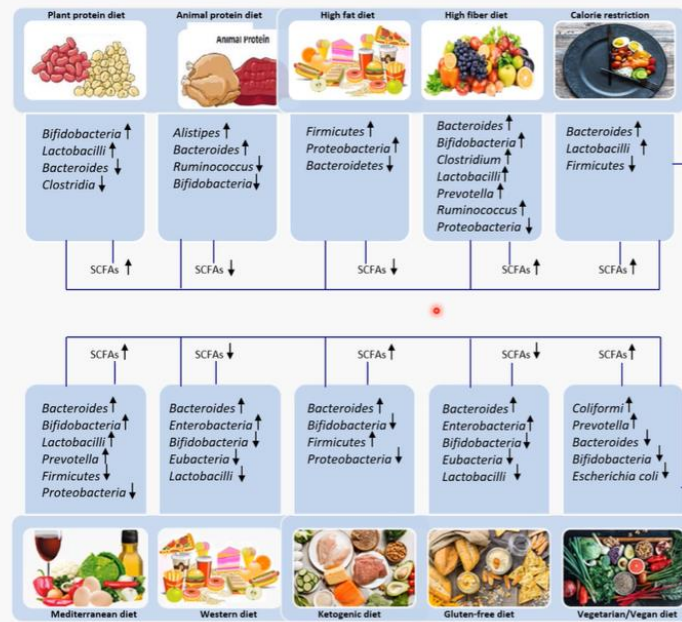 Plant protein diet
Animal protein diet
High fat diet
High fiber diet
Calorie restriction
Animal Protein
Bifidobacteria ↑
Lactobacilli ↑
Bacteroides ↓
Clostridia ↓
Alistipes ↑
Bacteroides ↑
Ruminococcus ↓
Bifidobacteria ↓
Firmicutes ↑
Proteobacteria ↑
Bacteroidetes ↓
Bacteroides ↑
Bifidobacteria ↑
Clostridium ↑
Lactobacilli ↑
Prevotella ↑
Ruminococcus ↑
Proteobacteria ↓
Bacteroides ↑
Lactobacilli ↑
Firmicutes ↓
SCFAs ↑
SCFAs ↓
SCFAs ↓
SCFAs ↑
SCFAs ↑
SCFAs ↑
SCFAs ↓
SCFAs ↑
SCFAs ↓
SCFAs ↑
Bacteroides ↑
Bifidobacteria ↑
Lactobacilli ↑
Prevotella ↑
Firmicutes ↓
Proteobacteria ↓
Bacteroides ↑
Enterobacteria ↑
Bifidobacteria ↓
Eubacteria ↓
Lactobacilli ↓
Bacteroides ↑
Bifidobacteria ↓
Firmicutes ↑
Proteobacteria ↓
Bacteroides ↑
Enterobacteria ↑
Bifidobacteria ↓
Eubacteria ↓
Lactobacilli ↓
Coliformi ↑
Prevotella ↑
Bacteroides ↓
Bifidobacteria ↓
Escherichia coli ↓
Mediterranean diet
Western diet
Ketogenic diet
Gluten-free diet
Vegetarian/Vegan diet